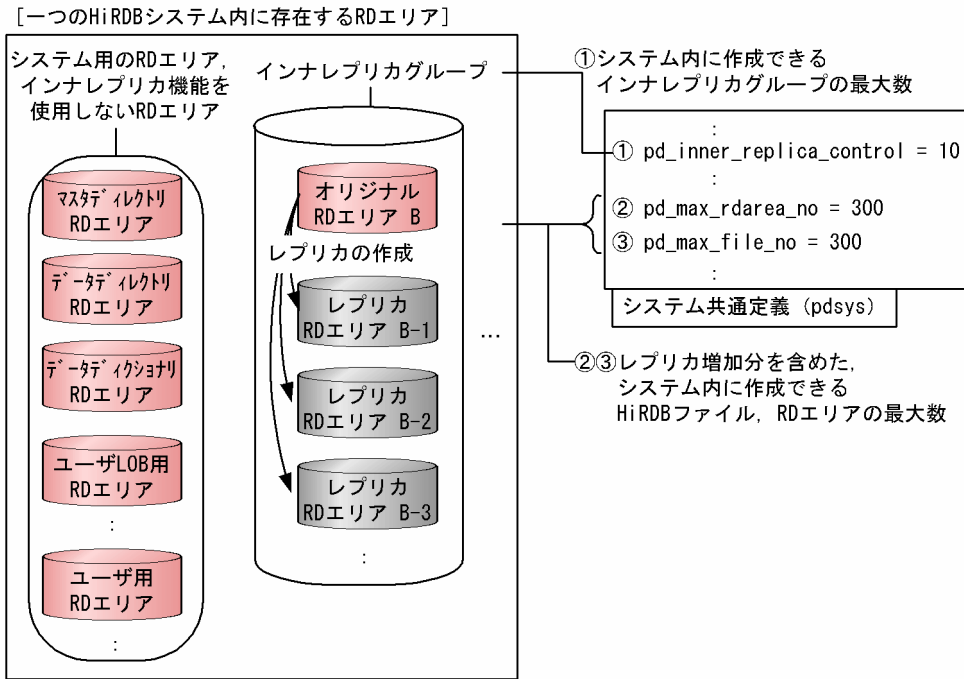 [一つのHiRDBシステム内に存在するRDエリア]
システム用のRDエリア,
インナレプリカ機能を
使用しないRDエリア
マスタディレクトリ
RDエリア
データディレクトリ
RDエリア
データディクショナリ
RDエリア
ユーザLOB用
RDエリア
:
ユーザ用
RDエリア
:
インナレプリカグループ
オリジナル
RDエリア B
レプリカの作成
レプリカ
RDエリア B-1
レプリカ
RDエリア B-2
レプリカ
RDエリア B-3
:
...
①システム内に作成できる
インナレプリカグループの最大数
:
① pd_inner_replica_control = 10
:
② pd_max_rdarea_no = 300
③ pd_max_file_no = 300
:
システム共通定義 (pdsys)
②③レプリカ増加分を含めた,
システム内に作成できる
HiRDBファイル, RDエリアの最大数